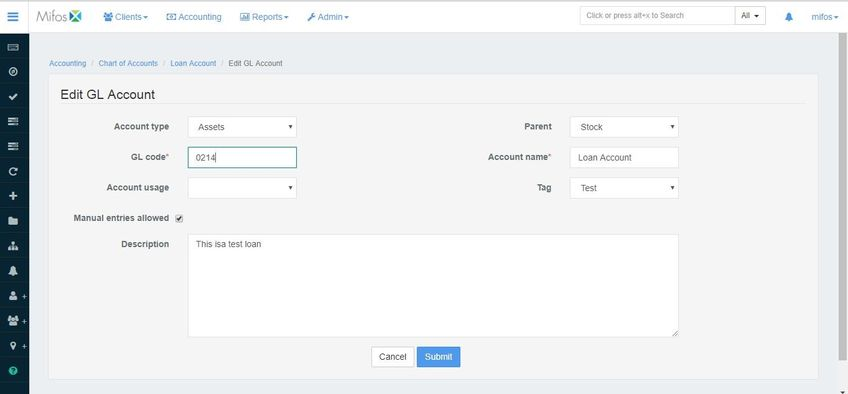 Mifos Clients Accounting Reports Admin Click or press alt+x to Search All mifos
Accounting / Chart of Accounts / Loan Account / Edit GL Account
Edit GL Account
Account type Assets Parent Stock
GL code* 0214 Account name* Loan Account
Account usage Tag Test
Manual entries allowed
Description This isa test loan
Cancel Submit